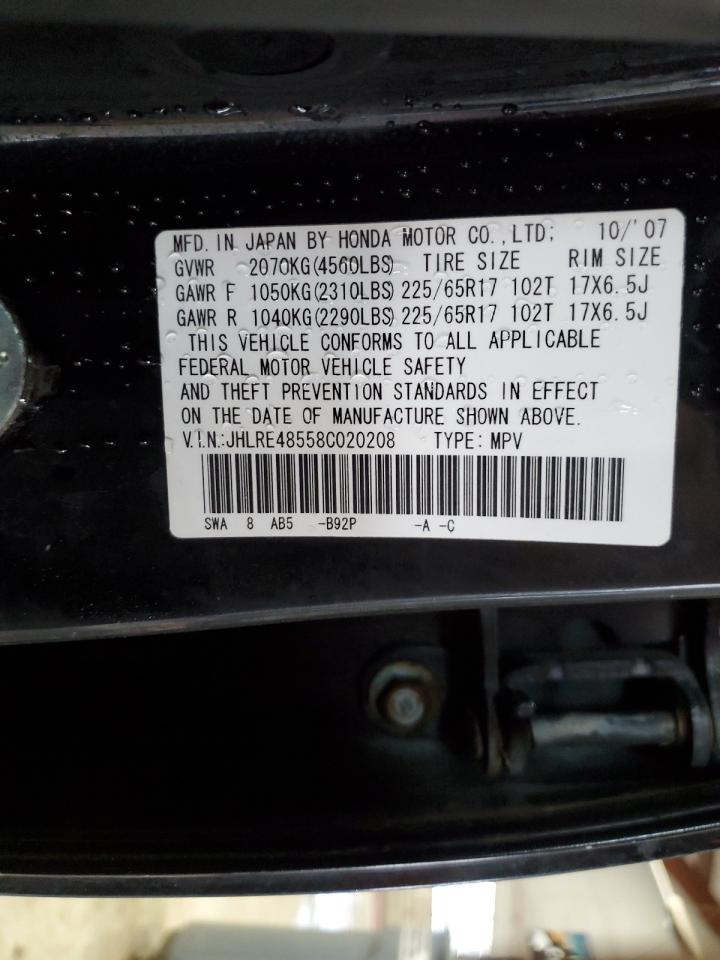 MFD. IN JAPAN BY HONDA MOTOR CO., LTD; 10/'07
GVWR 2070KG(4560LBS) TIRE SIZE RIM SIZE
GAWR F 1050KG(2310LBS) 225/65R17 102T 17X6.5J
GAWR R 1040KG(2290LBS) 225/65R17 102T 17X6.5J
THIS VEHICLE CONFORMS TO ALL APPLICABLE
FEDERAL MOTOR VEHICLE SAFETY
AND THEFT PREVENTION STANDARDS IN EFFECT
ON THE DATE OF MANUFACTURE SHOWN ABOVE.
V.I.N.:JHLRE48558C020208 TYPE: MPV
SWA 8 AB5 -B92P -A -C